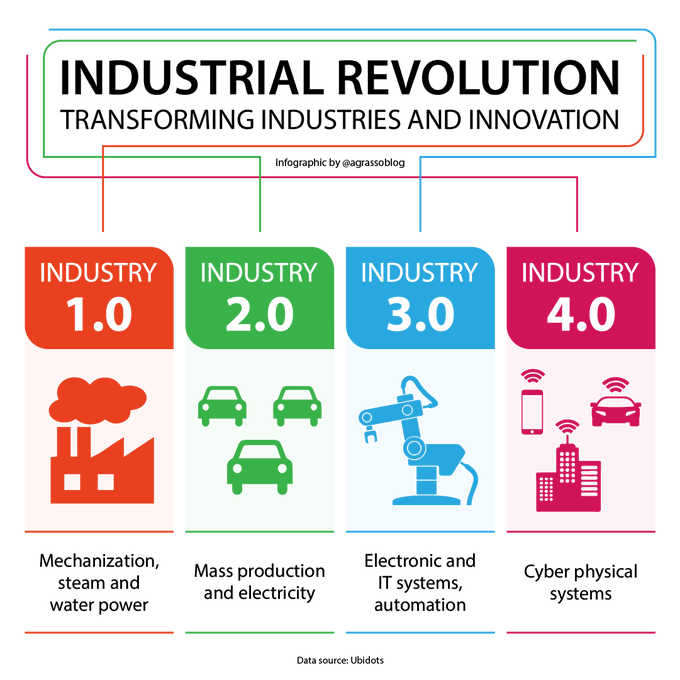 INDUSTRIAL REVOLUTION
TRANSFORMING INDUSTRIES AND INNOVATION
Infographic by @agrassoblog
INDUSTRY
1.0
INDUSTRY
2.0
INDUSTRY
3.0
INDUSTRY
4.0
Mechanization,
steam and
water power
Mass production
and electricity
Electronic and
IT systems,
automation
Cyber physical
systems
Data source: Ubidots